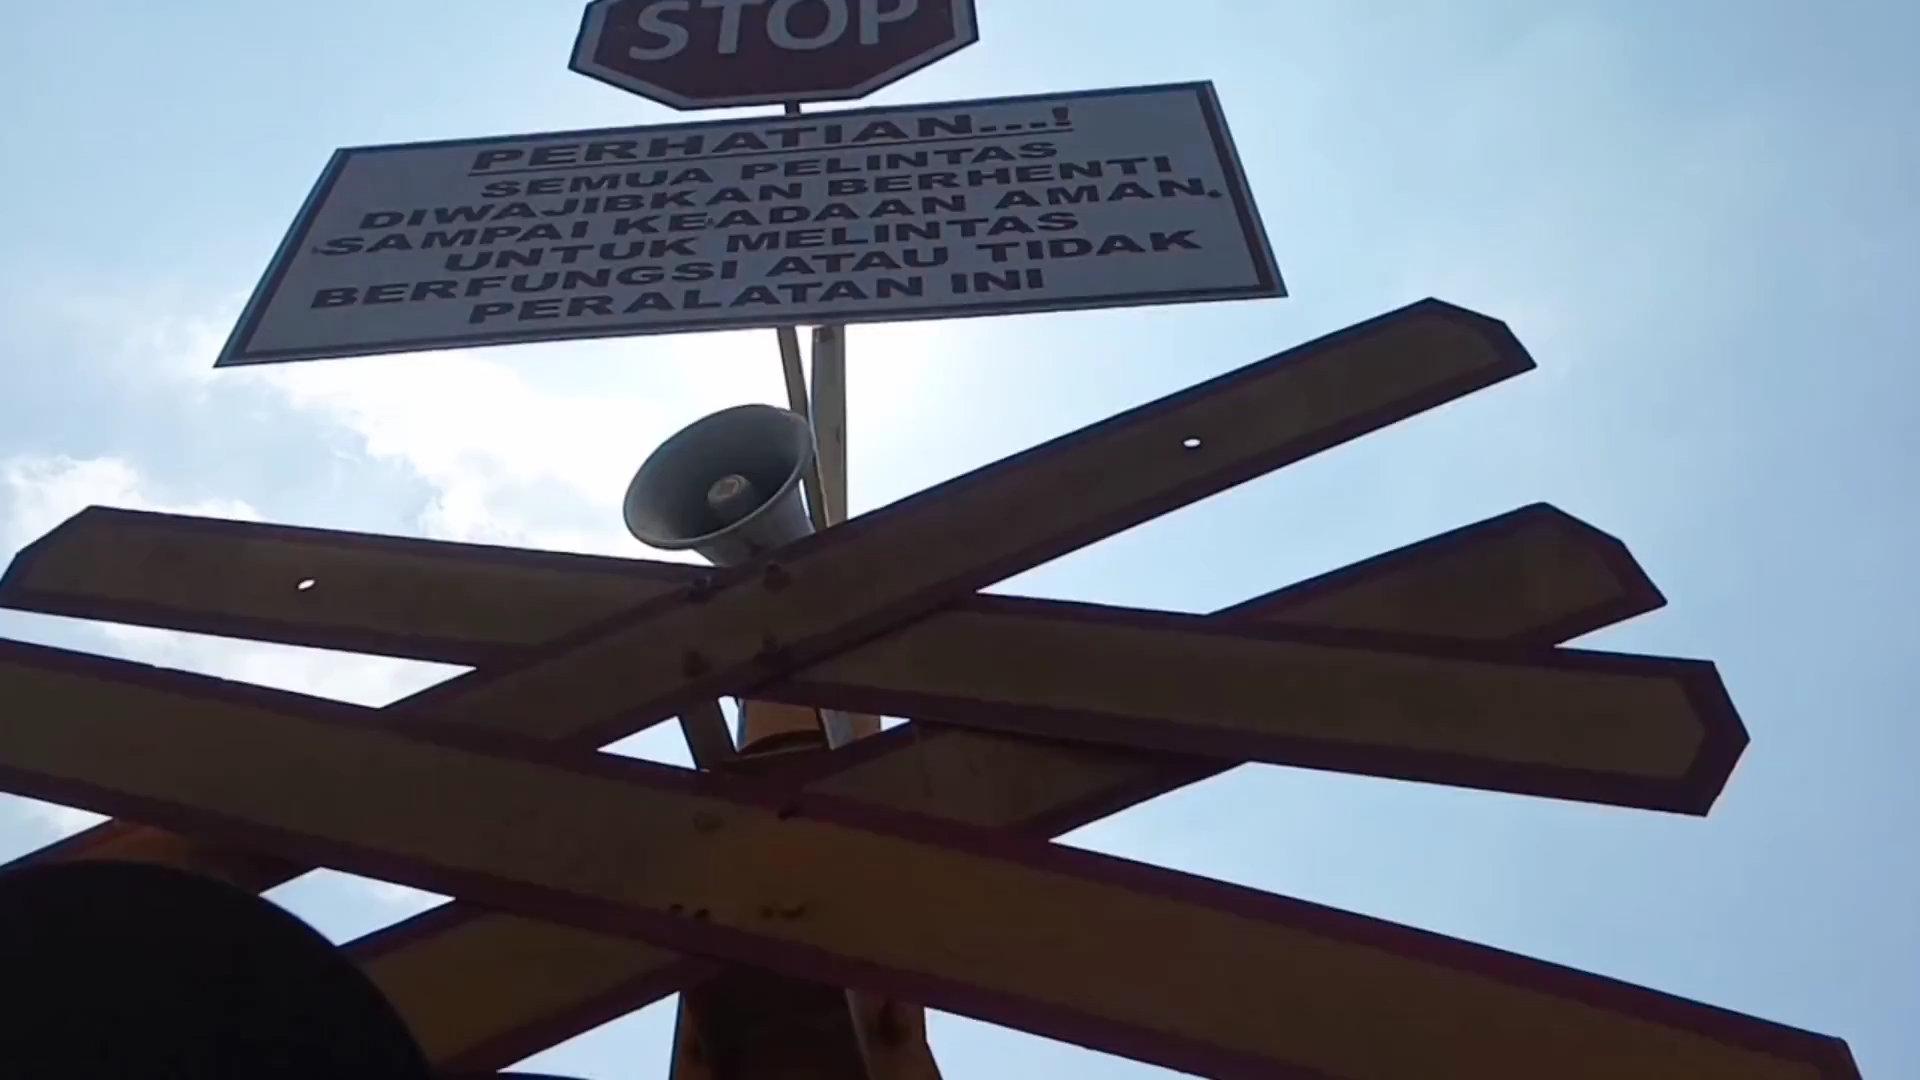 STOP
PERHATIAN...!
SEMUA PELINTAS
DIWAJIBKAN BERHENTI
SAMPAI KEADAAN AMAN.
UNTUK MELINTAS
BERFUNGSI ATAU TIDAK
PERALATAN INI